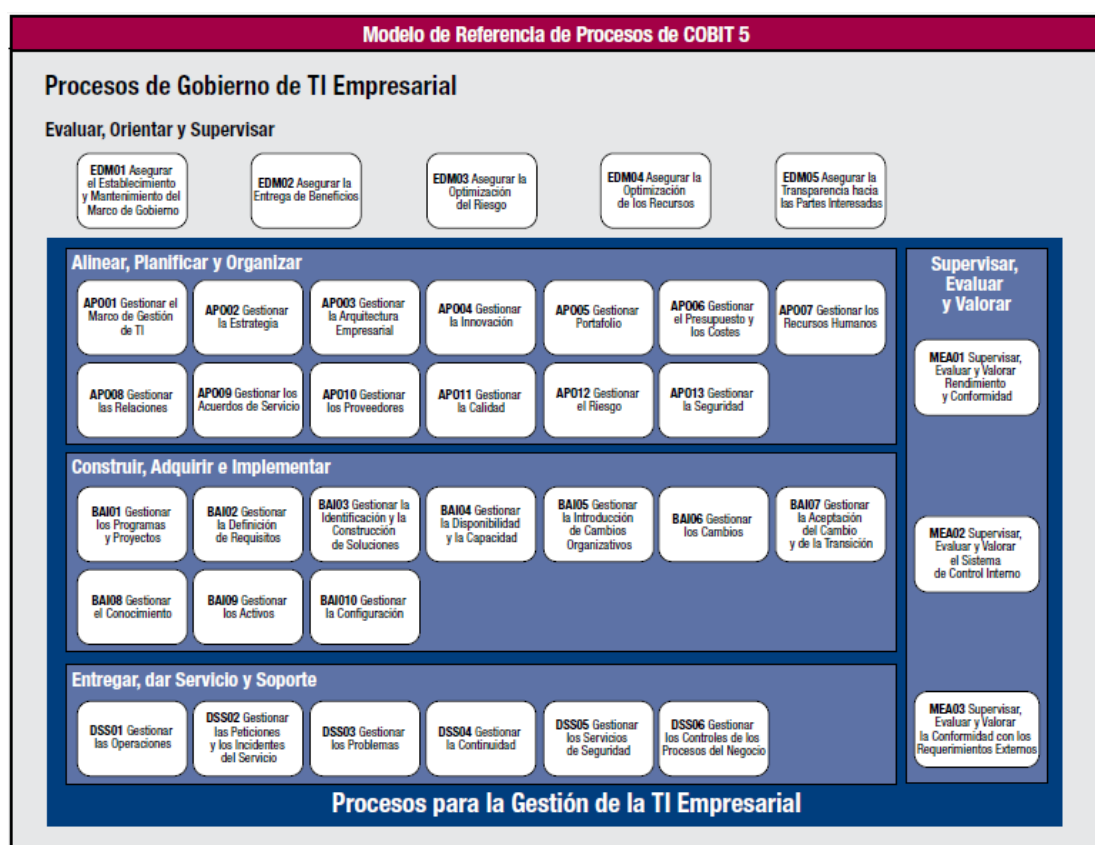 Modelo de Referencia de Procesos de COBIT 5
Procesos de Gobierno de TI Empresarial
Evaluar, Orientar y Supervisar
EDM01 Asegurar
el Establecimiento
y Mantenimiento del
Marco de Gobierno
EDM02 Asegurar la
Entrega de Beneficios
EDM03 Asegurar la
Optimización
del Riesgo
EDM04 Asegurar la
Optimización
de los Recursos
EDM05 Asegurar la
Transparencia hacia
las Partes Interesadas
Alinear, Planificar y Organizar
APO01 Gestionar el
Marco de Gestión
de TI
APO02 Gestionar
la Estrategia
APO03 Gestionar
la Arquitectura
Empresarial
APO04 Gestionar
la Innovación
APO05 Gestionar
Portafolio
APO06 Gestionar
el Presupuesto y
los Costes
APO07 Gestionar los
Recursos Humanos
APO08 Gestionar
las Relaciones
APO09 Gestionar los
Acuerdos de Servicio
APO10 Gestionar
los Proveedores
APO11 Gestionar
la Calidad
APO12 Gestionar
el Riesgo
APO13 Gestionar
la Seguridad
Construir, Adquirir e Implementar
BAI01 Gestionar
los Programas
y Proyectos
BAI02 Gestionar
la Definición
de Requisitos
BAI03 Gestionar la
Identificación y la
Construcción
de Soluciones
BAI04 Gestionar
la Disponibilidad
y la Capacidad
BAI05 Gestionar
la Introducción
de Cambios
Organizativos
BAI06 Gestionar
los Cambios
BAI07 Gestionar
la Aceptación
del Cambio
y de la Transición
BAI08 Gestionar
el Conocimiento
BAI09 Gestionar
los Activos
BAI010 Gestionar
la Configuración
Entregar, dar Servicio y Soporte
DSS01 Gestionar
las Operaciones
DSS02 Gestionar
las Peticiones
y los Incidentes
del Servicio
DSS03 Gestionar
los Problemas
DSS04 Gestionar
la Continuidad
DSS05 Gestionar
los Servicios
de Seguridad
DSS06 Gestionar
los Controles de los
Procesos del Negocio
Supervisar,
Evaluar
y Valorar
MEA01 Supervisar,
Evaluar y Valorar
Rendimiento
y Conformidad
MEA02 Supervisar,
Evaluar y Valorar
el Sistema
de Control Interno
MEA03 Supervisar,
Evaluar y Valorar
la Conformidad con los
Requerimientos Externos
Procesos para la Gestión de la TI Empresarial